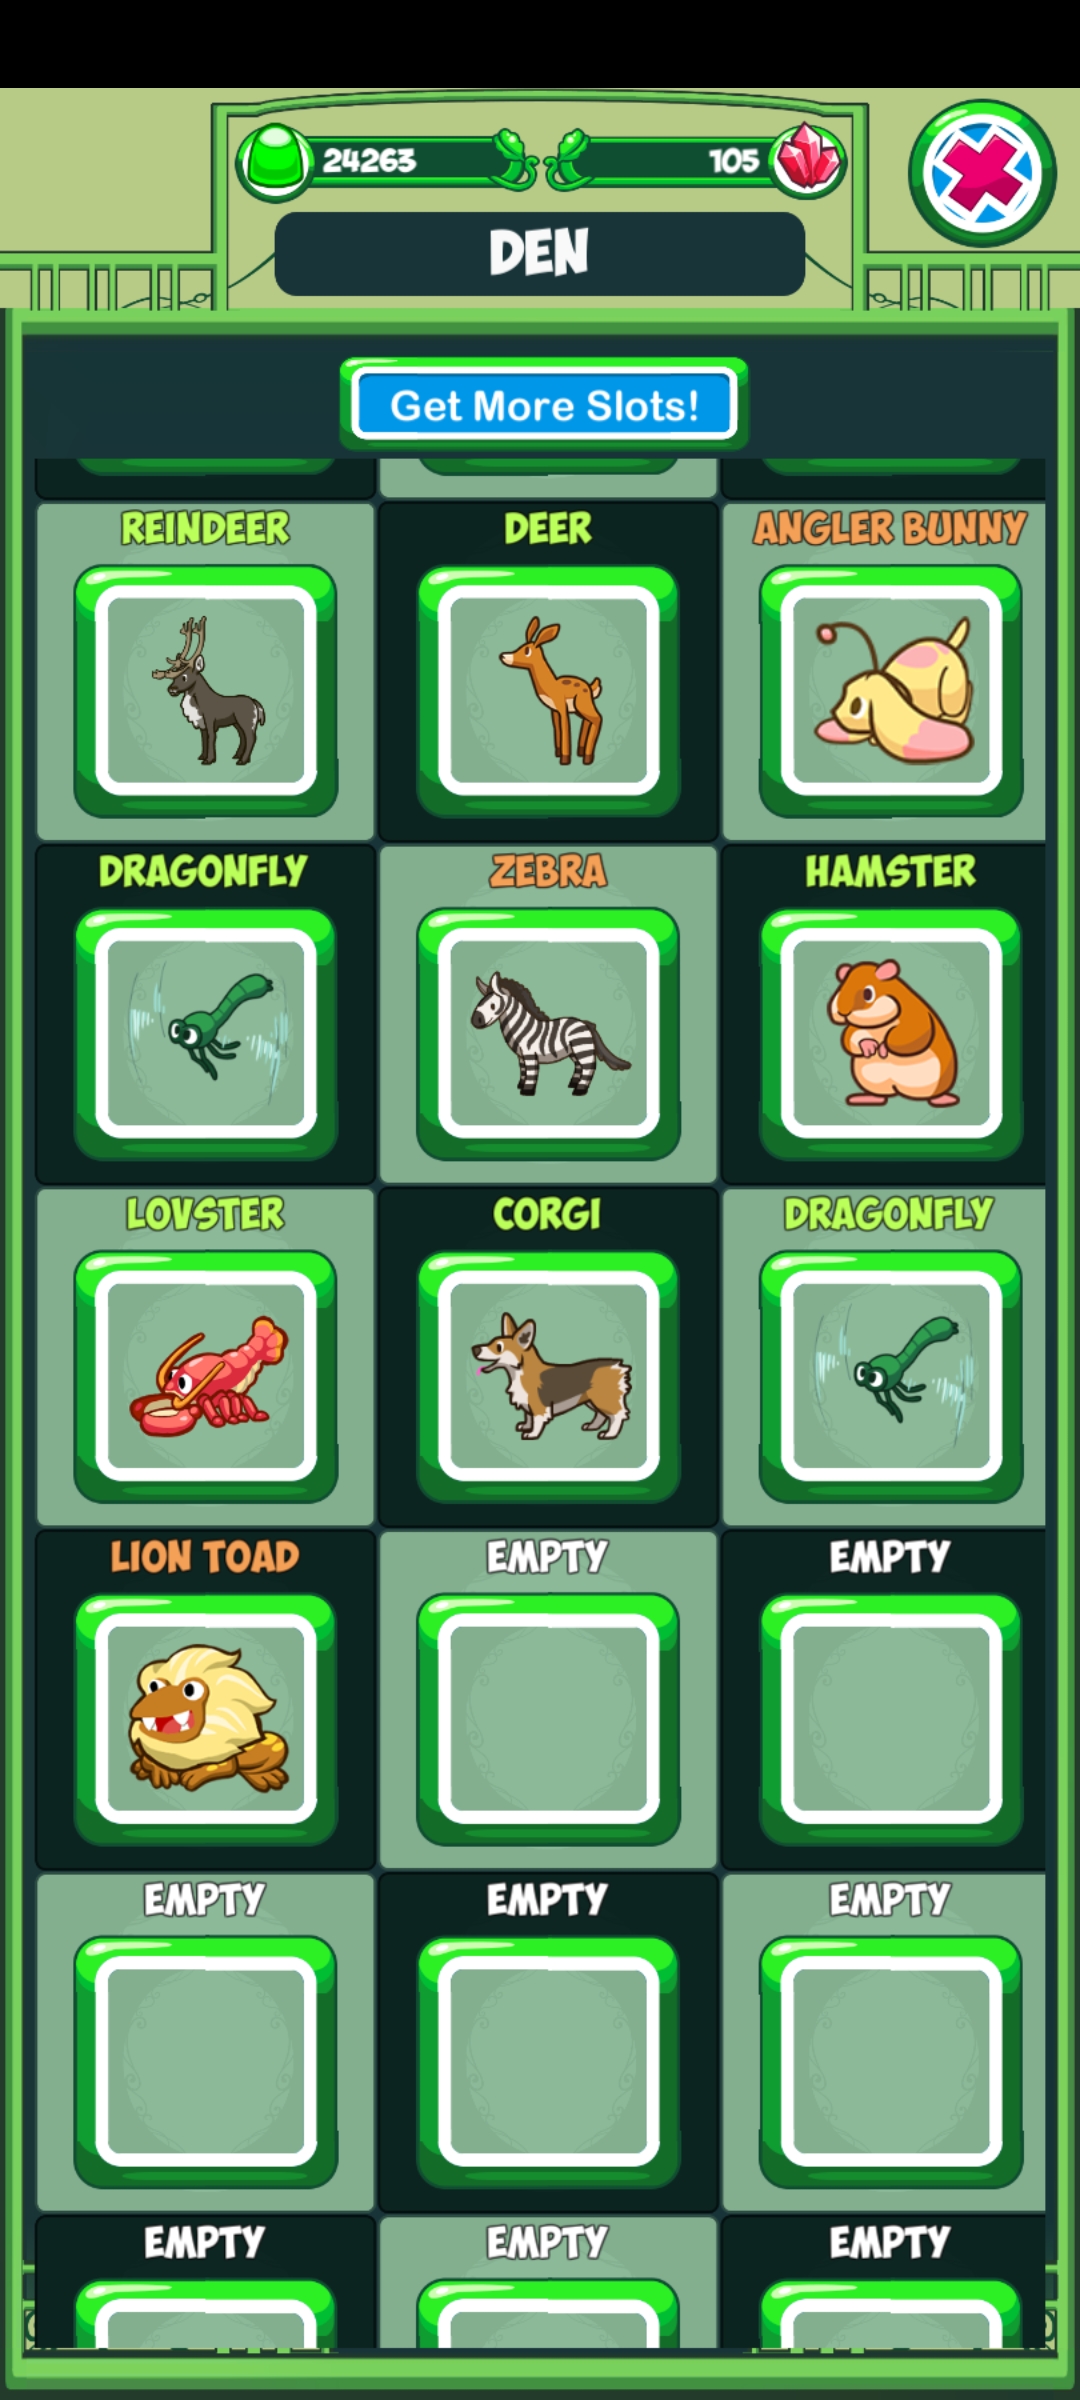 24263 105
DEN
Get More Slots!
REINDEER DEER ANGLER BUNNY
DRAGONFLY ZEBRA HAMSTER
LOVSTER CORGI DRAGONFLY
LION TOAD EMPTY EMPTY
EMPTY EMPTY EMPTY
EMPTY EMPTY EMPTY